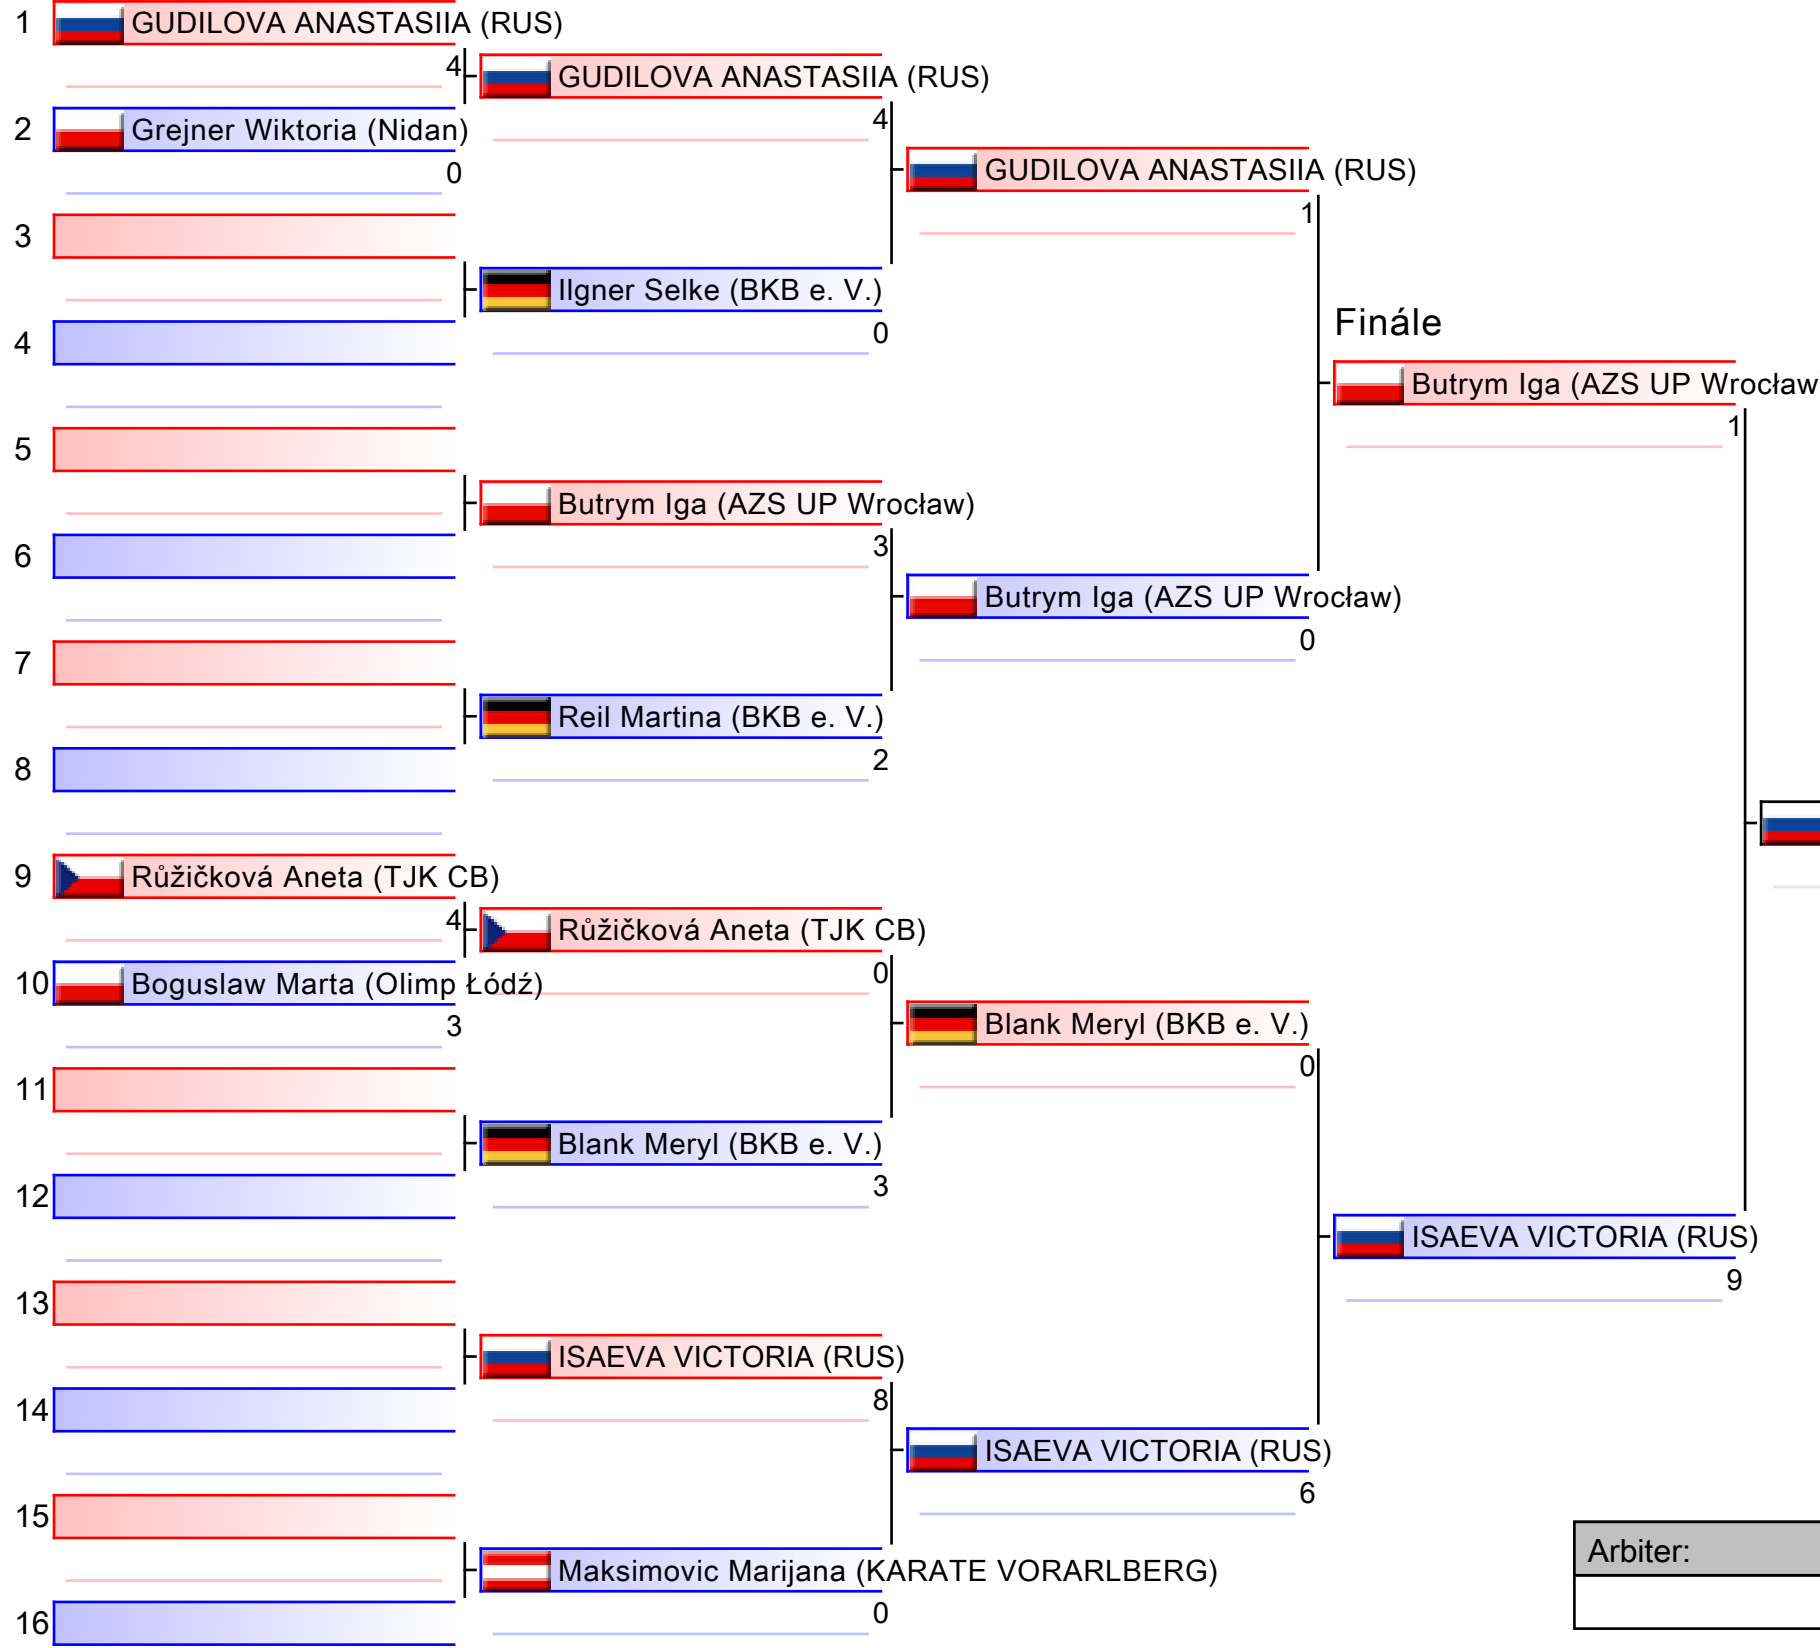 1 GUDILOVA ANASTASIIA (RUS)
4
GUDILOVA ANASTASIIA (RUS)
4
2 Grejner Wiktoria (Nidan)
0
GUDILOVA ANASTASIIA (RUS)
1
3
Ilgner Selke (BKB e. V.)
0
4
Finále
Butrym Iga (AZS UP Wrocław
1
5
Butrym Iga (AZS UP Wrocław)
3
6
Butrym Iga (AZS UP Wrocław)
0
7
Reil Martina (BKB e. V.)
2
8
9 Růžičková Aneta (TJK CB)
4
Růžičková Aneta (TJK CB)
0
10 Boguslaw Marta (Olimp Łódź)
3
Blank Meryl (BKB e. V.)
0
11
Blank Meryl (BKB e. V.)
3
12
ISAEVA VICTORIA (RUS)
9
13
ISAEVA VICTORIA (RUS)
8
14
ISAEVA VICTORIA (RUS)
6
15
Maksimovic Marijana (KARATE VORARLBERG)
0
16
Arbiter: